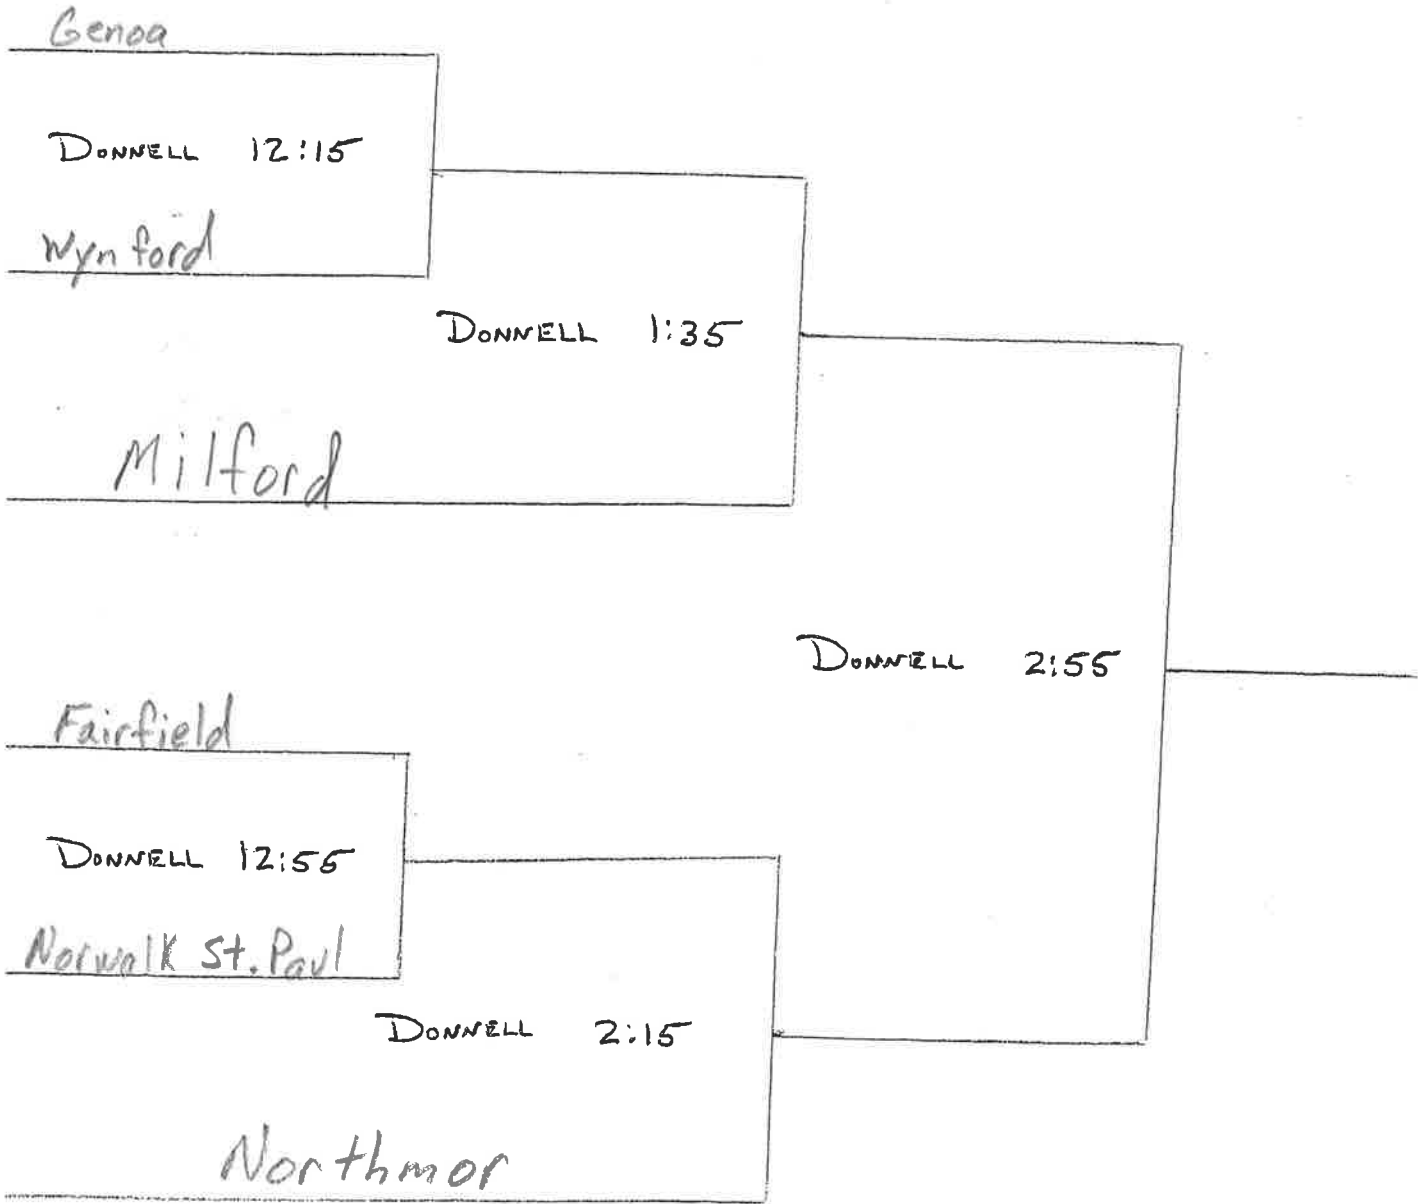 Genoa
DONNELL 12:15
Wynford
DONNELL 1:35
Milford
DONNELL 2:55
Fairfield
DONNELL 12:55
Norwalk St. Paul
DONNELL 2:15
Northmor